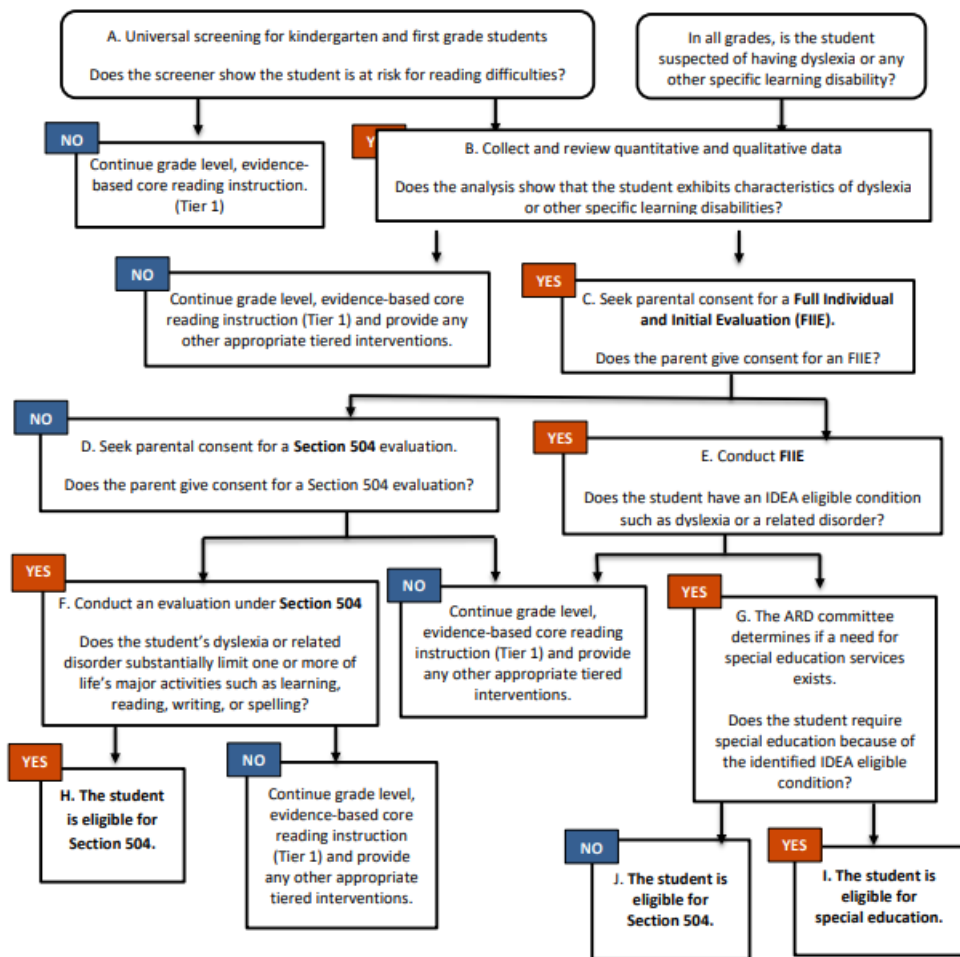 A. Universal screening for kindergarten and first grade students
Does the screener show the student is at risk for reading difficulties?
In all grades, is the student
suspected of having dyslexia or any
other specific learning disability?
NO
Continue grade level, evidence-
based core reading instruction.
(Tier 1)
B. Collect and review quantitative and qualitative data
Does the analysis show that the student exhibits characteristics of dyslexia
or other specific learning disabilities?
NO
Continue grade level, evidence-based core
reading instruction (Tier 1) and provide any
other appropriate tiered interventions.
YES
C. Seek parental consent for a Full Individual
and Initial Evaluation (FIIE).
Does the parent give consent for an FIIE?
NO
D. Seek parental consent for a Section 504 evaluation.
Does the parent give consent for a Section 504 evaluation?
YES
E. Conduct FIIE
Does the student have an IDEA eligible condition
such as dyslexia or a related disorder?
YES
F. Conduct an evaluation under Section 504
Does the student's dyslexia or related
disorder substantially limit one or more of
life's major activities such as learning,
reading, writing, or spelling?
NO
Continue grade level,
evidence-based core reading
instruction (Tier 1) and provide
any other appropriate tiered
interventions.
YES
G. The ARD committee
determines if a need for
special education services
exists.
Does the student require
special education because of
the identified IDEA eligible
condition?
YES
H. The student
is eligible for
Section 504.
NO
Continue grade level,
evidence-based core
reading instruction
(Tier 1) and provide
any other appropriate
tiered interventions.
NO
J. The student is
eligible for
Section 504.
YES
I. The student is
eligible for
special education.